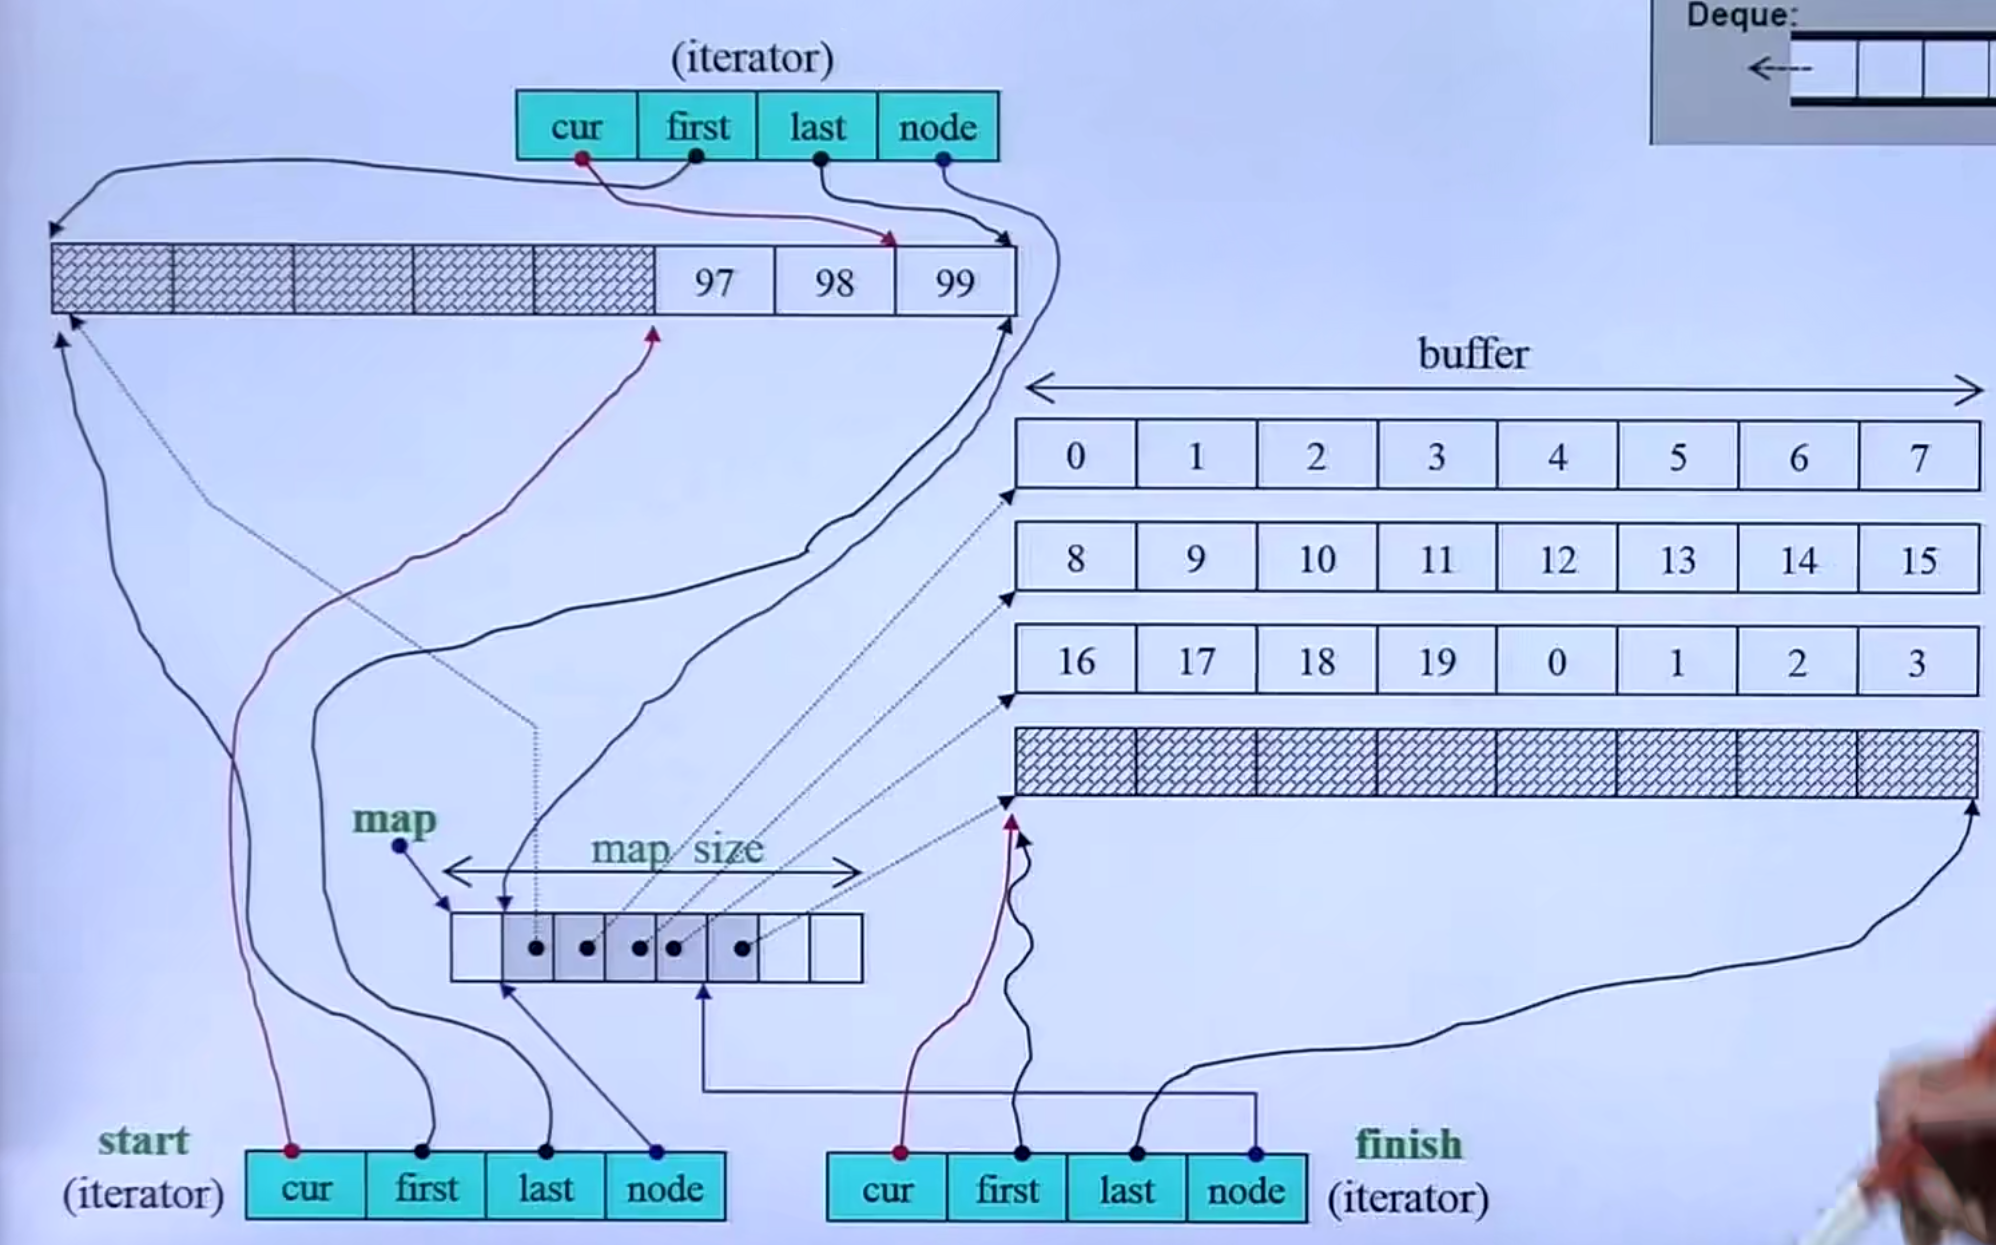 Deque:
(iterator)
cur first last node
97 98 99
buffer
0 1 2 3 4 5 6 7
8 9 10 11 12 13 14 15
16 17 18 19 0 1 2 3
map
map_size
start
(iterator)
cur first last node
cur first last node
finish
(iterator)